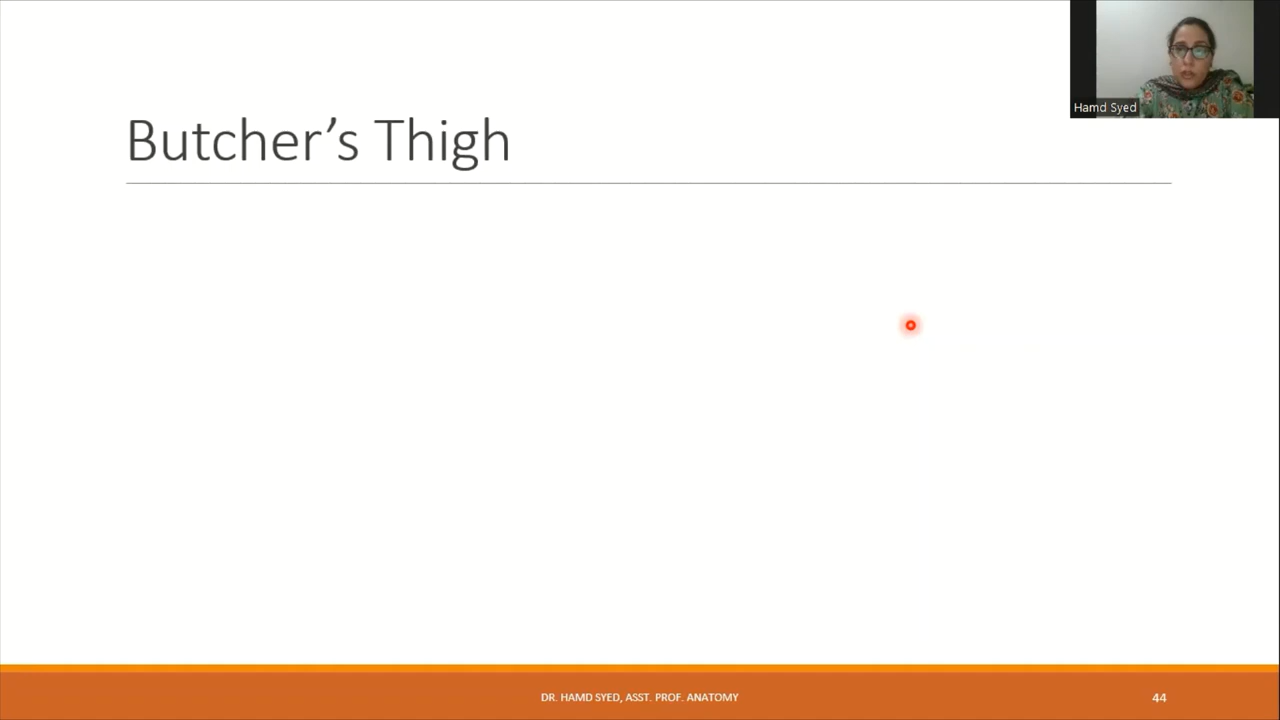 Hamd Syed
Butcher’s Thigh
DR. HAMD SYED, ASST. PROF. ANATOMY
44